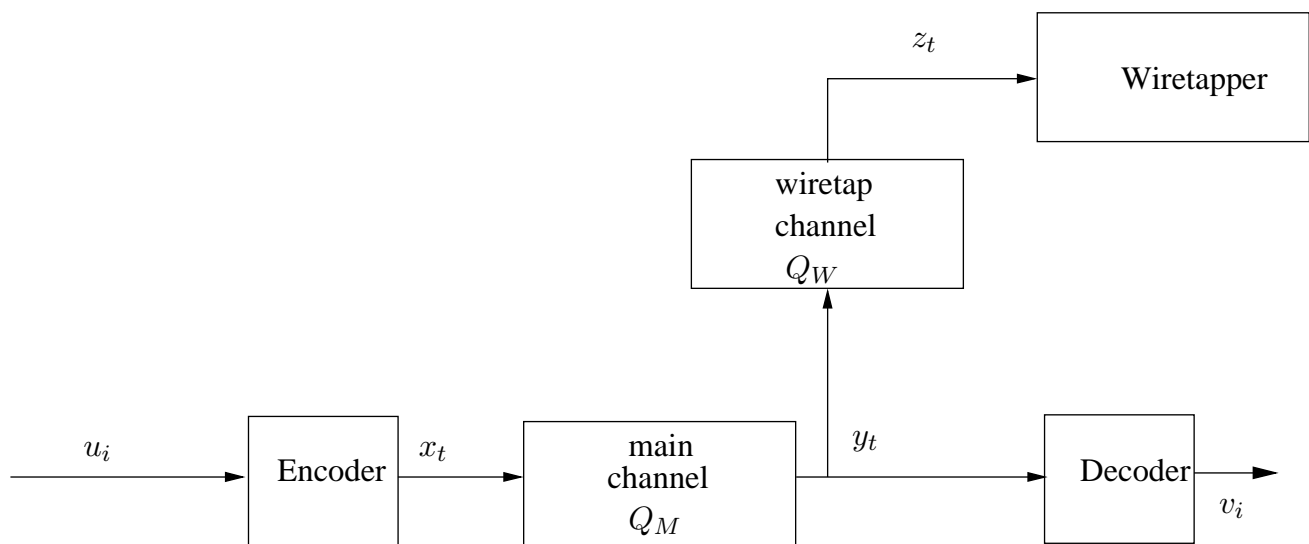 z_t
Wiretapper
wiretap
channel
Q_W
u_i
Encoder
x_t
main
channel
Q_M
y_t
Decoder
v_i